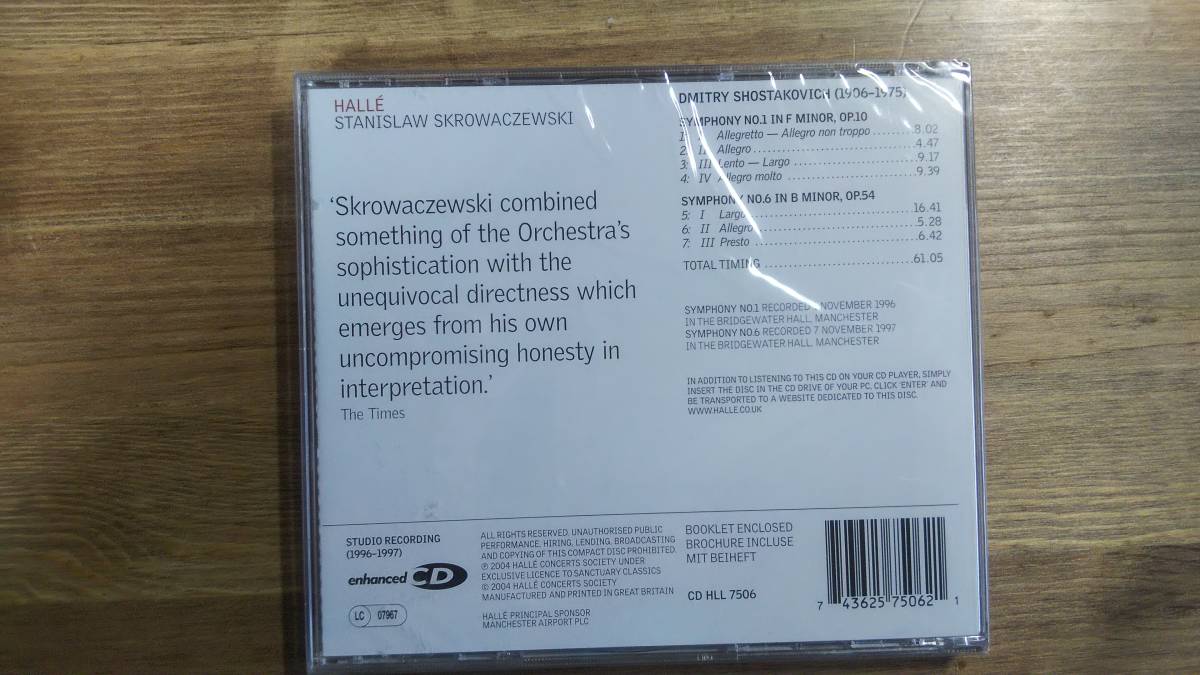 HALLÉ
STANISLAW SKROWACZEWSKI
'Skrowaczewski combined
something of the Orchestra's
sophistication with the
unequivocal directness which
emerges from his own
uncompromising honesty in
interpretation.'
The Times
DMITRY SHOSTAKOVICH (1906–1975)
SYMPHONY NO.1 IN F MINOR, OP.10
1: I Allegretto — Allegro non troppo ......... 8.02
2: II Allegro ......... 4.47
3: III Lento — Largo ......... 9.17
4: IV Allegro molto ......... 9.39
SYMPHONY NO.6 IN B MINOR, OP.54
5: I Largo ......... 16.41
6: II Allegro ......... 5.28
7: III Presto ......... 6.42
TOTAL TIMING ......... 61.05
SYMPHONY NO.1 RECORDED NOVEMBER 1996
IN THE BRIDGEWATER HALL, MANCHESTER
SYMPHONY NO.6 RECORDED 7 NOVEMBER 1997
IN THE BRIDGEWATER HALL, MANCHESTER
IN ADDITION TO LISTENING TO THIS CD ON YOUR CD PLAYER, SIMPLY
INSERT THE DISC IN THE CD DRIVE OF YOUR PC, CLICK 'ENTER' AND
BE TRANSPORTED TO A WEBSITE DEDICATED TO THIS DISC.
WWW.HALLE.CO.UK
STUDIO RECORDING
(1996–1997)
enhanced CD
LC 07967
ALL RIGHTS RESERVED. UNAUTHORISED PUBLIC
PERFORMANCE, HIRING, LENDING, BROADCASTING
AND COPYING OF THIS COMPACT DISC PROHIBITED.
℗ 2004 HALLÉ CONCERTS SOCIETY UNDER
EXCLUSIVE LICENCE TO SANCTUARY CLASSICS
© 2004 HALLÉ CONCERTS SOCIETY
MANUFACTURED AND PRINTED IN GREAT BRITAIN
HALLÉ PRINCIPAL SPONSOR
MANCHESTER AIRPORT PLC
BOOKLET ENCLOSED
BROCHURE INCLUSE
MIT BEIHEFT
CD HLL 7506
7 43625 75062 1